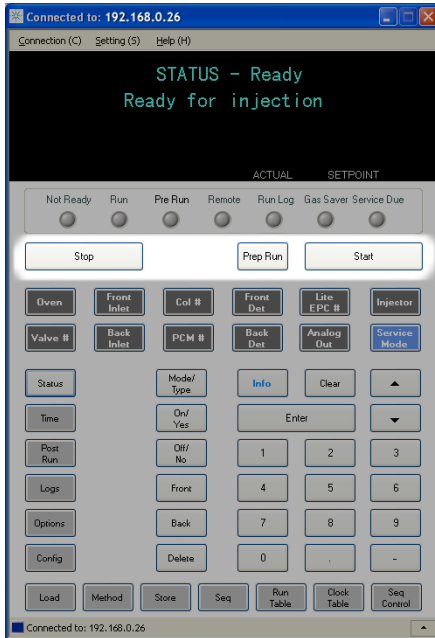 Connected to: 192.168.0.26
Connection (C) Setting (S) Help (H)
STATUS - Ready
Ready for injection
ACTUAL SETPOINT
Not Ready Run Pre Run Remote Run Log Gas Saver Service Due
Stop Prep Run Start
Oven Front Inlet Col # Front Det Lite EPC # Injector
Valve # Back Inlet PCM # Back Det Analog Out Service Mode
Status Mode/Type Info Clear
Time On/Yes Enter
Post Run Off/No 1 2 3
Logs Front 4 5 6
Options Back 7 8 9
Config Delete 0 . -
Load Method Store Seq Run Table Clock Table Seq Control
Connected to: 192.168.0.26